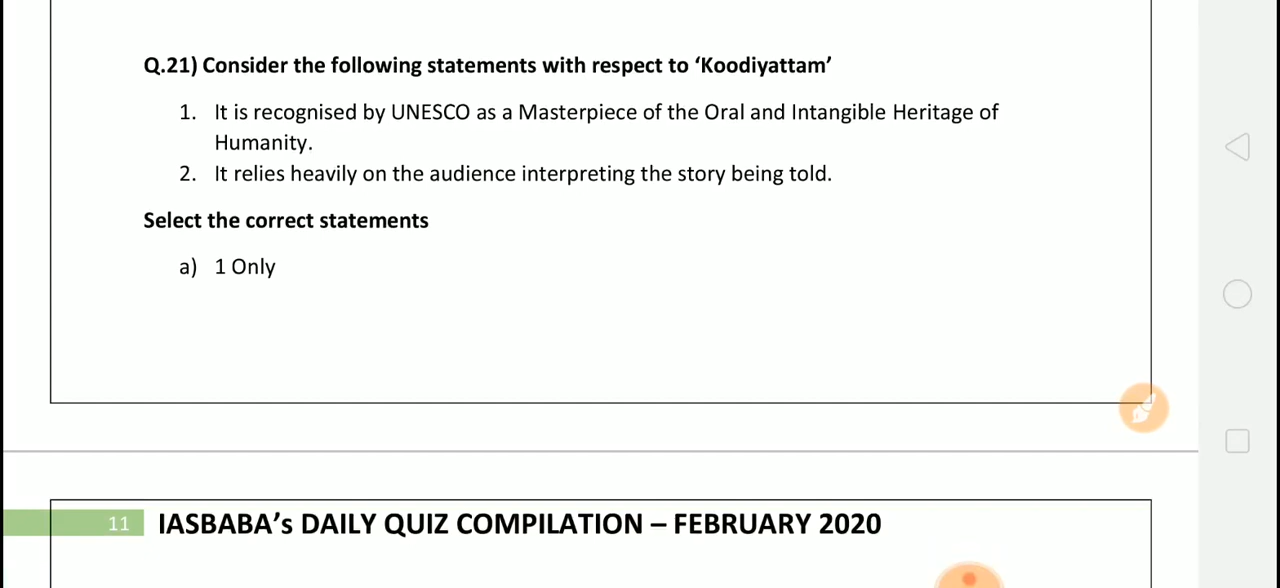 Q.21) Consider the following statements with respect to ‘Koodiyattam’
1. It is recognised by UNESCO as a Masterpiece of the Oral and Intangible Heritage of
Humanity.
2. It relies heavily on the audience interpreting the story being told.
Select the correct statements
a) 1 Only
11 IASBABA’s DAILY QUIZ COMPILATION – FEBRUARY 2020